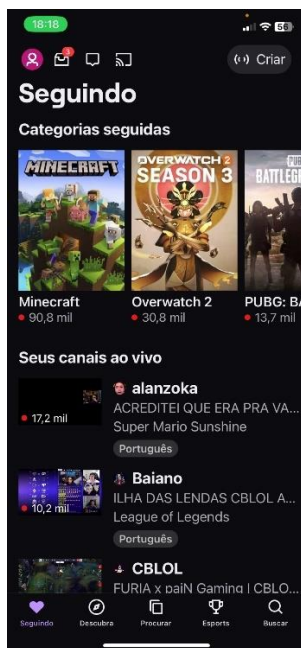 18:18
56
3
Criar
Seguindo
Categorias seguidas
MINECRAFT
OVERWATCH 2
SEASON 3
PUBG:
BATTLEG
Minecraft
Overwatch 2
PUBG: BA
90,8 mil
30,8 mil
13,7 mil
Seus canais ao vivo
alanzoka
ACREDITEI QUE ERA PRA VA...
17,2 mil
Super Mario Sunshine
Português
Baiano
ILHA DAS LENDAS CBLOL A...
10,2 mil
League of Legends
Português
CBLOL
FURIA x paiN Gaming | CBLO...
Seguindo
Descubra
Procurar
Esports
Buscar